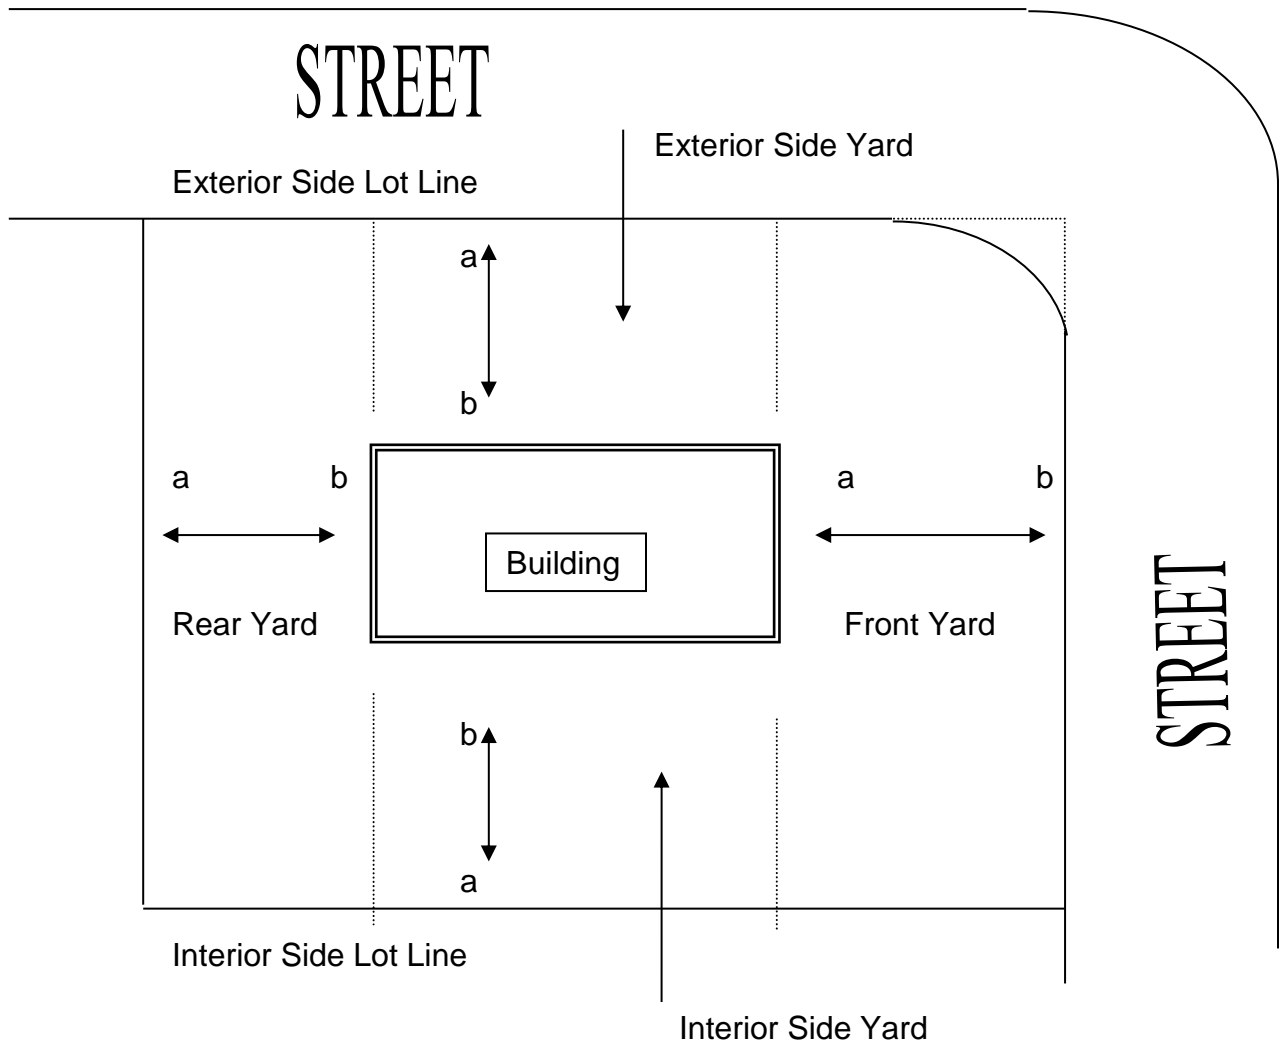 STREET
Exterior Side Yard
Exterior Side Lot Line
a
b
a b a b
Building
Rear Yard Front Yard
STREET
b
a
Interior Side Lot Line
Interior Side Yard